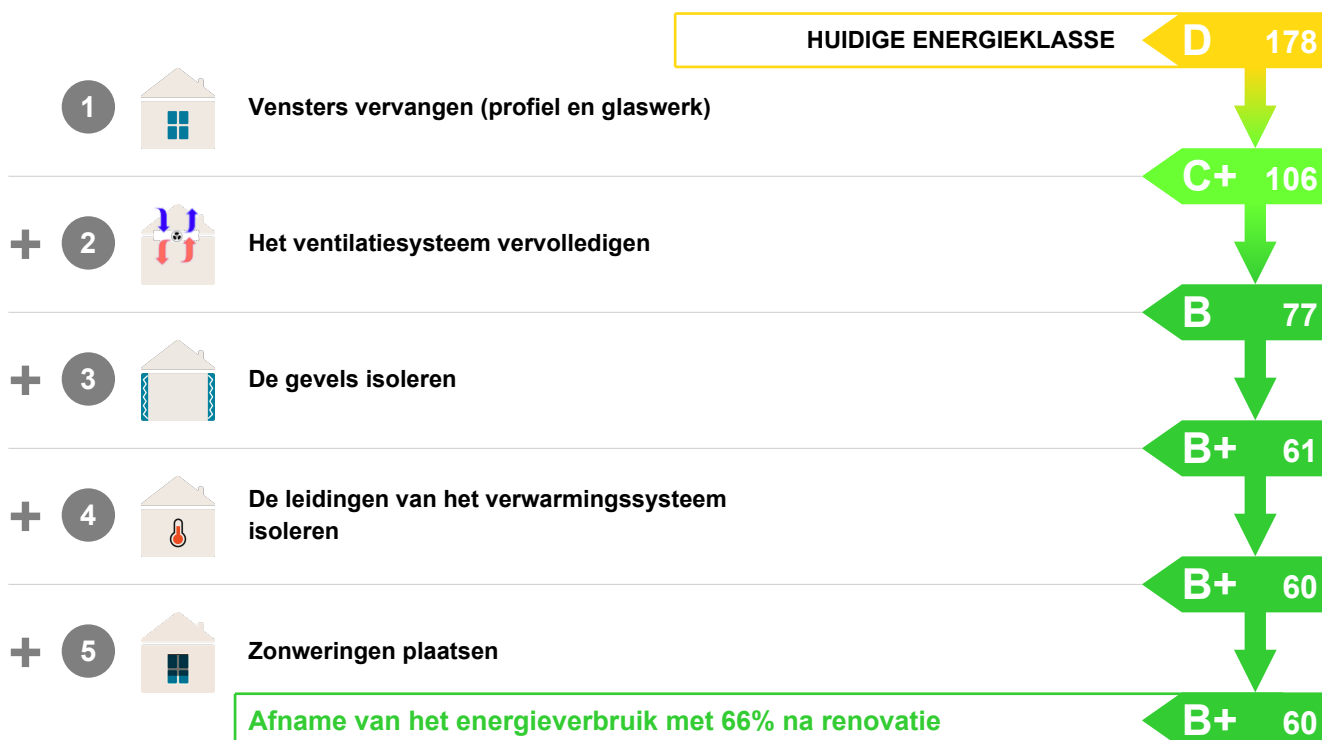 HUIDIGE ENERGIEKLASSE D 178
1 Vensters vervangen (profiel en glaswerk)
C+ 106
+ 2 Het ventilatiesysteem vervolledigen
B 77
+ 3 De gevels isoleren
B+ 61
+ 4 De leidingen van het verwarmingssysteem
isoleren
B+ 60
+ 5 Zonweringen plaatsen
Afname van het energieverbruik met 66% na renovatie B+ 60